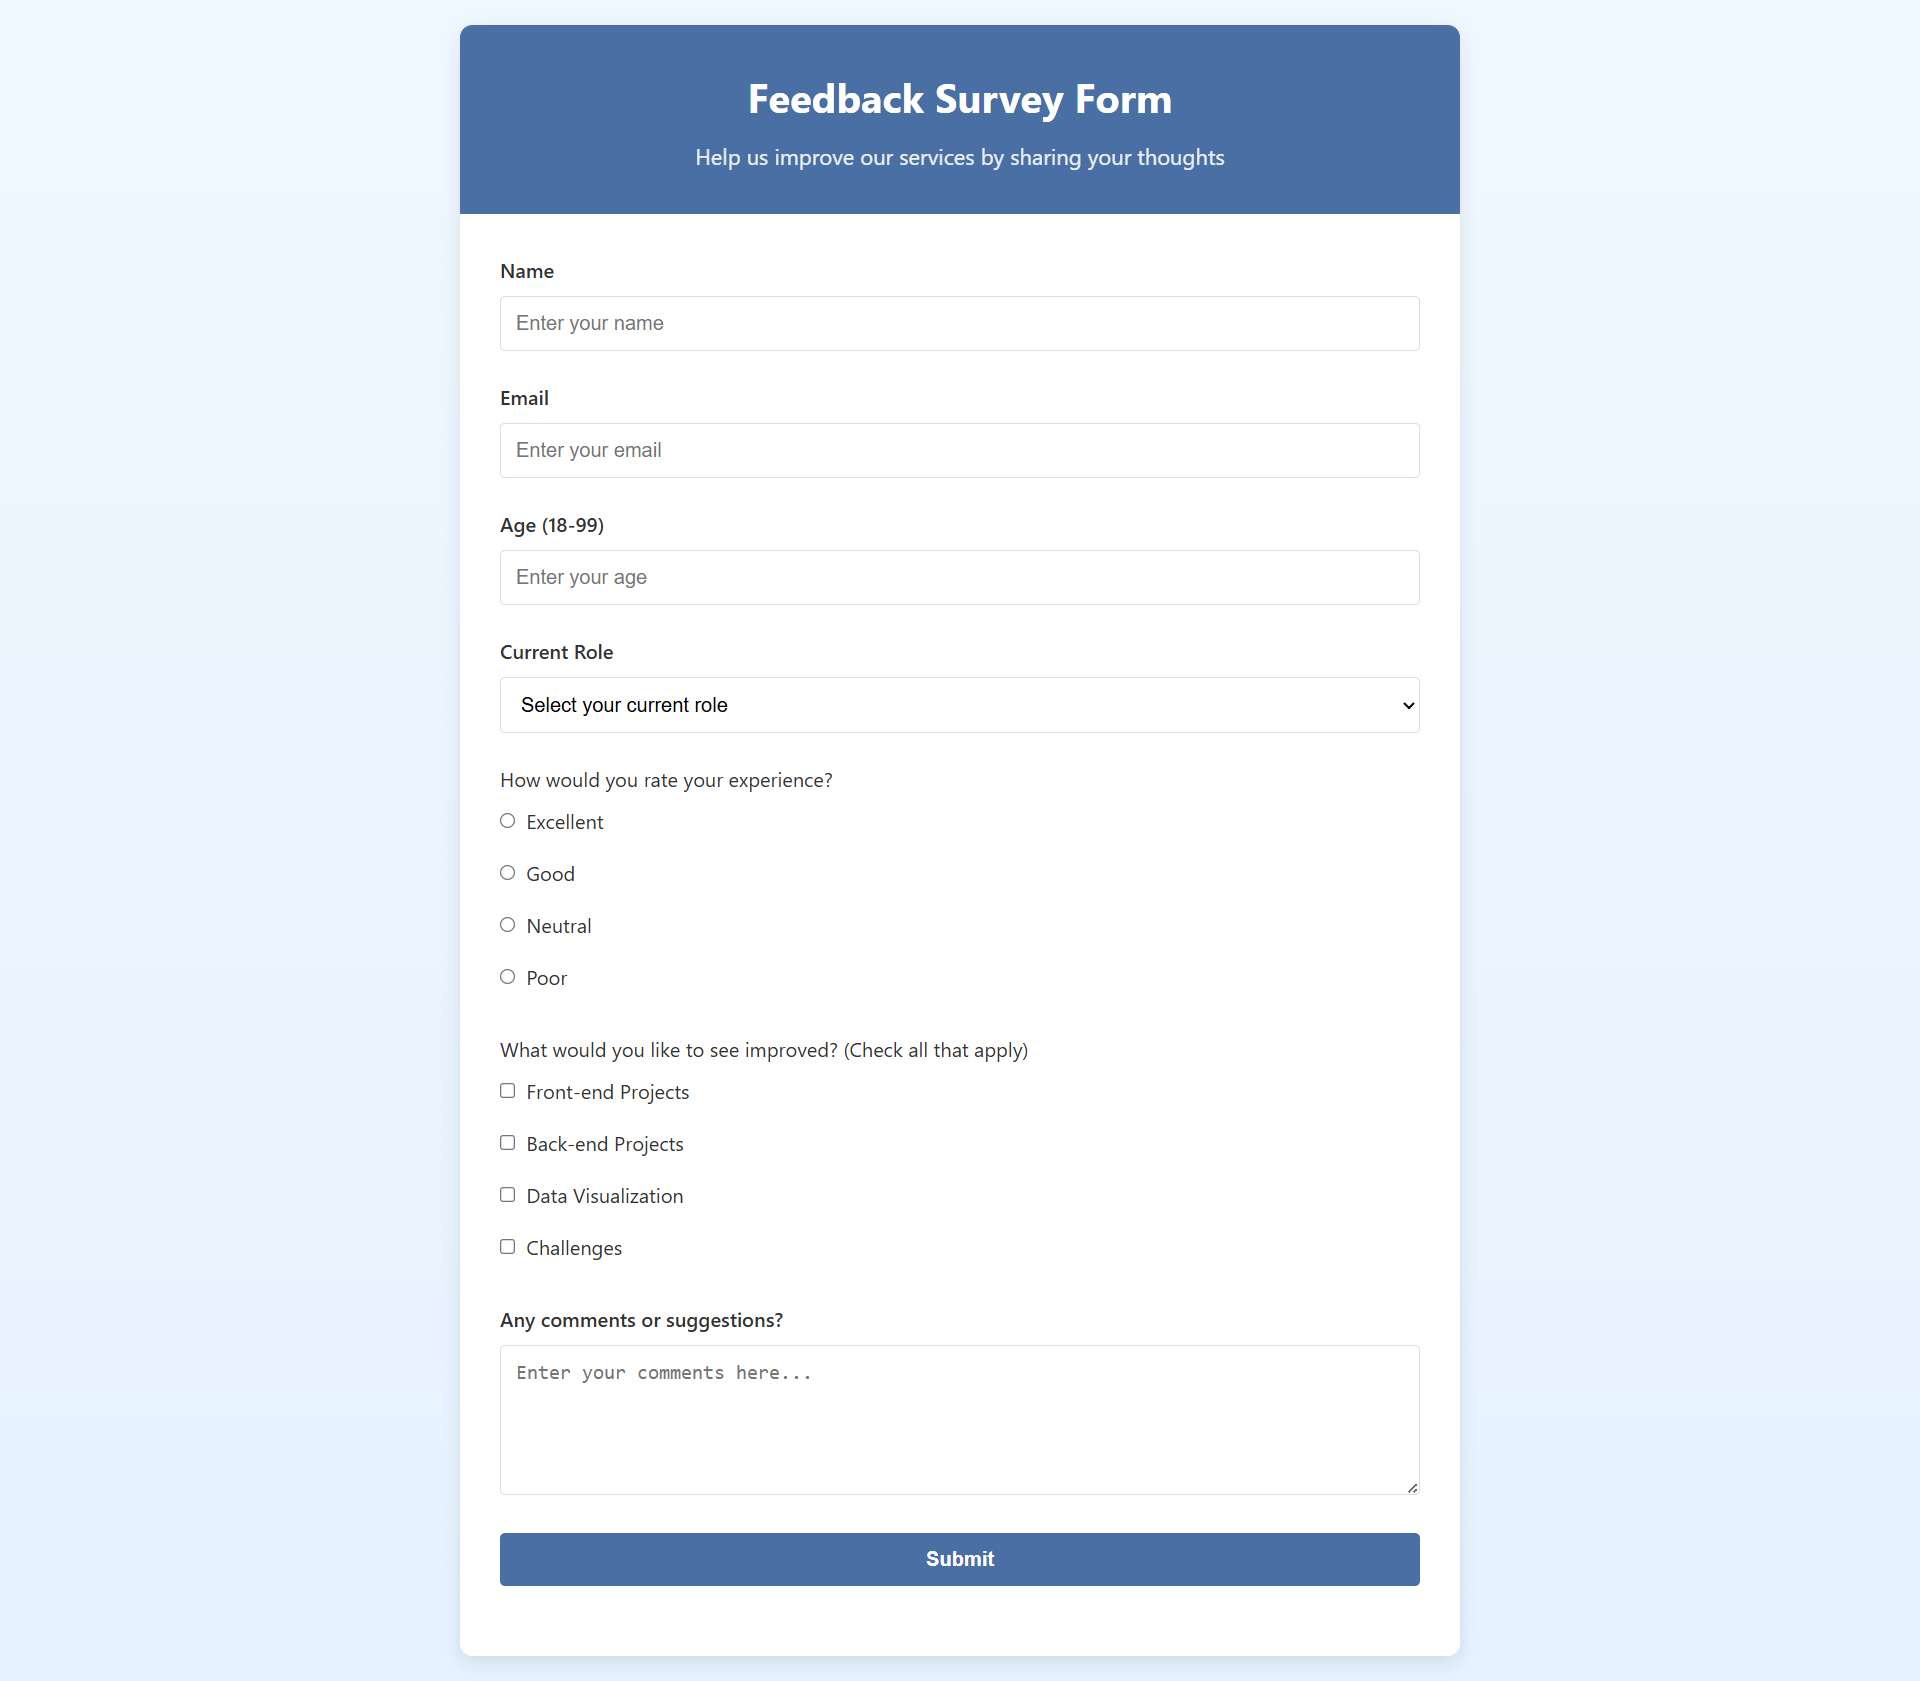 Feedback Survey Form
Help us improve our services by sharing your thoughts
Name
Enter your name
Email
Enter your email
Age (18-99)
Enter your age
Current Role
Select your current role
How would you rate your experience?
Excellent
Good
Neutral
Poor
What would you like to see improved? (Check all that apply)
Front-end Projects
Back-end Projects
Data Visualization
Challenges
Any comments or suggestions?
Enter your comments here...
Submit